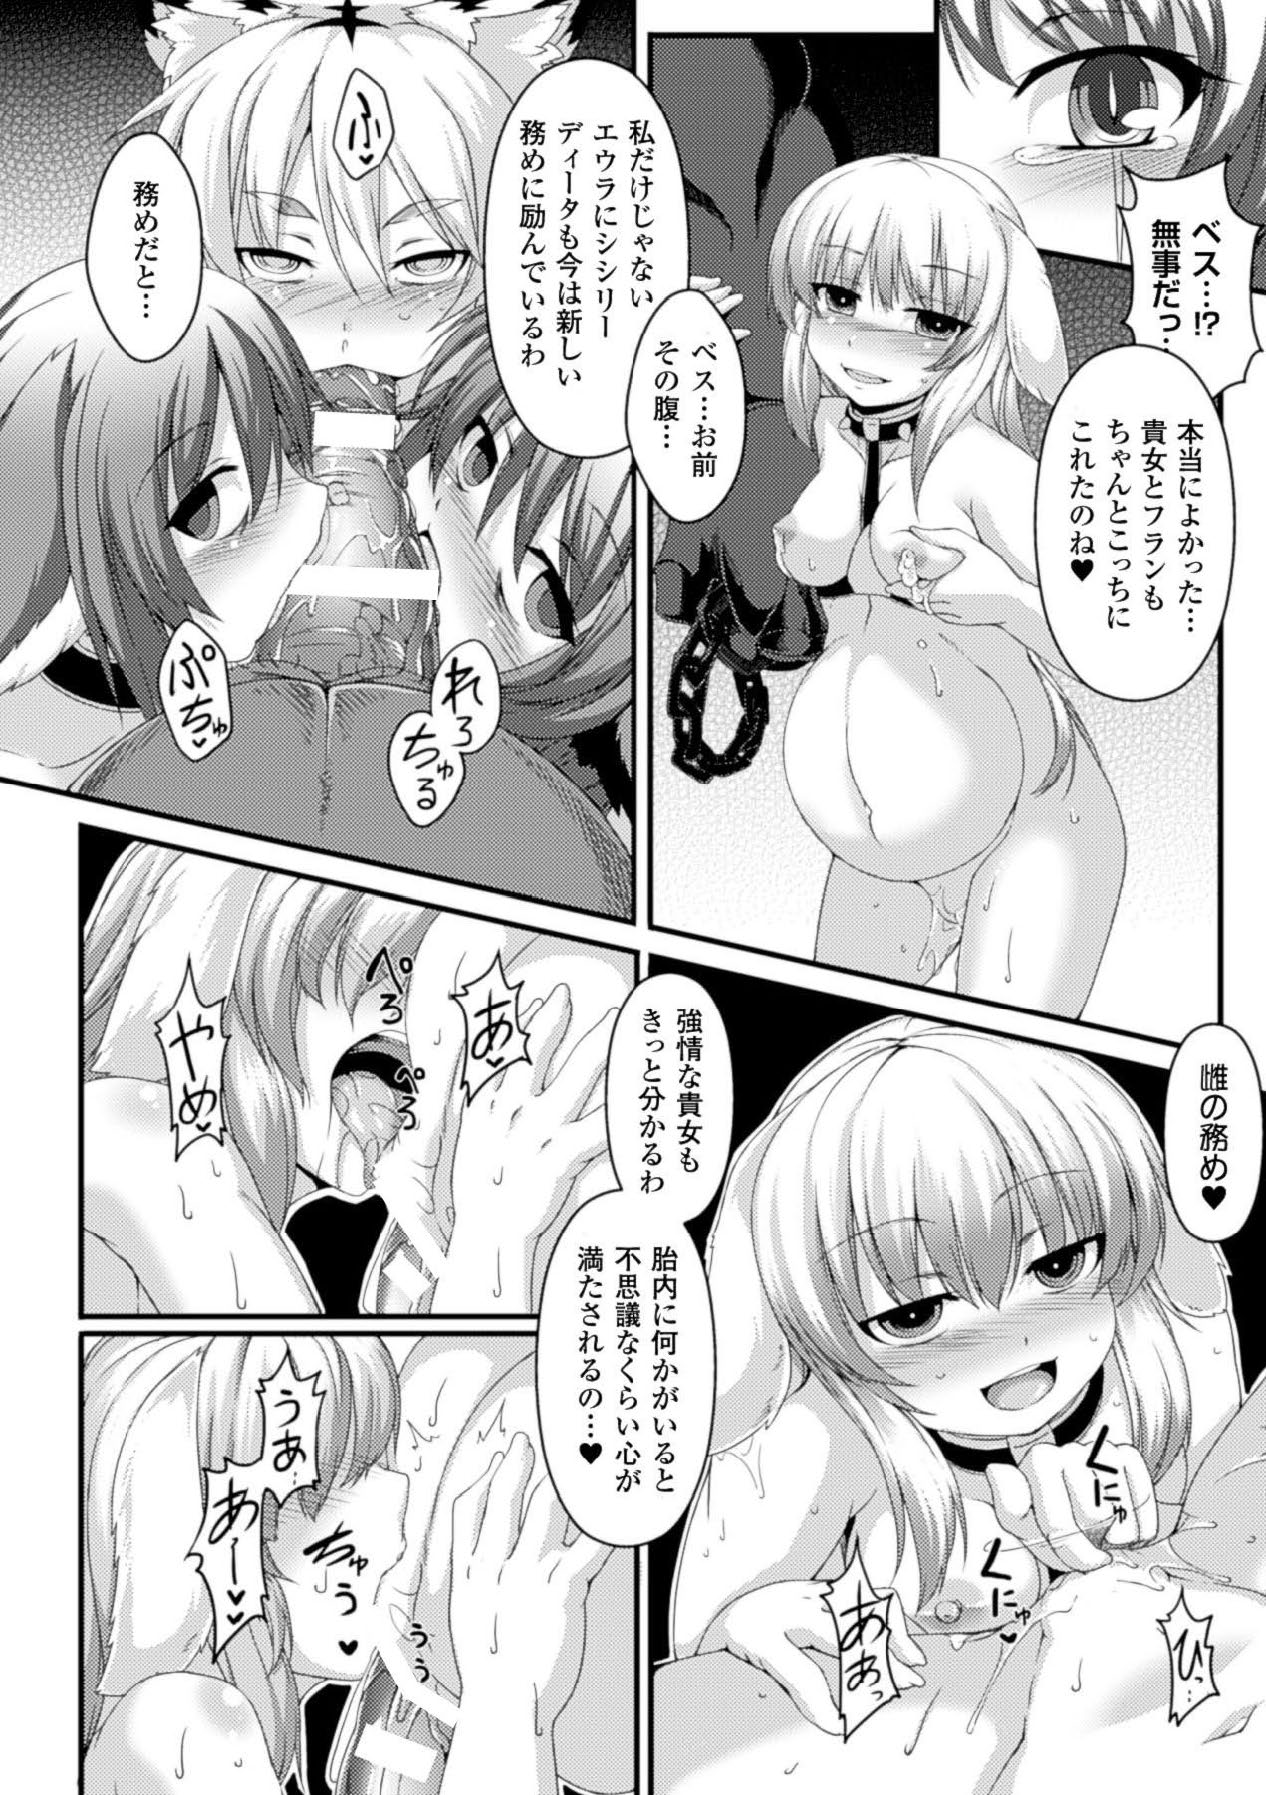 ベス…!?
無事だっ…
本当によかった…
貴女とフランも
ちゃんとこっちに
これたのね♥
ベス…お前
その腹…
私だけじゃない
エウラにシシリー
ディータも今は新しい
務めに励んでいるわ
務めだと…
ふ♥
れろ
ちゅる
ぷちゅ♥
雌の務め♥
くにゅ
くにゅ♥
ひっ…
ああっ
強情な貴女も
きっと分かるわ
胎内に何かがいると
不思議なくらい心が
満たされるの…♥
あ♥
ぺろ
ぺろ
やめ♥
うあ…
あー♥♥
ちゅう♥
うぅ